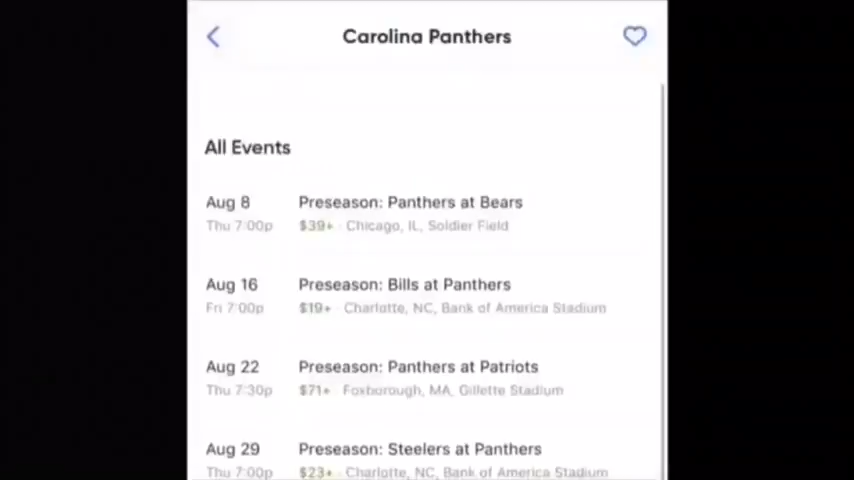 Carolina Panthers
All Events
Aug 8 Preseason: Panthers at Bears
Thu 7:00p $39+ · Chicago, IL, Soldier Field
Aug 16 Preseason: Bills at Panthers
Fri 7:00p $19+ · Charlotte, NC, Bank of America Stadium
Aug 22 Preseason: Panthers at Patriots
Thu 7:30p $71+ · Foxborough, MA, Gillette Stadium
Aug 29 Preseason: Steelers at Panthers
Thu 7:00p $23+ · Charlotte, NC, Bank of America Stadium